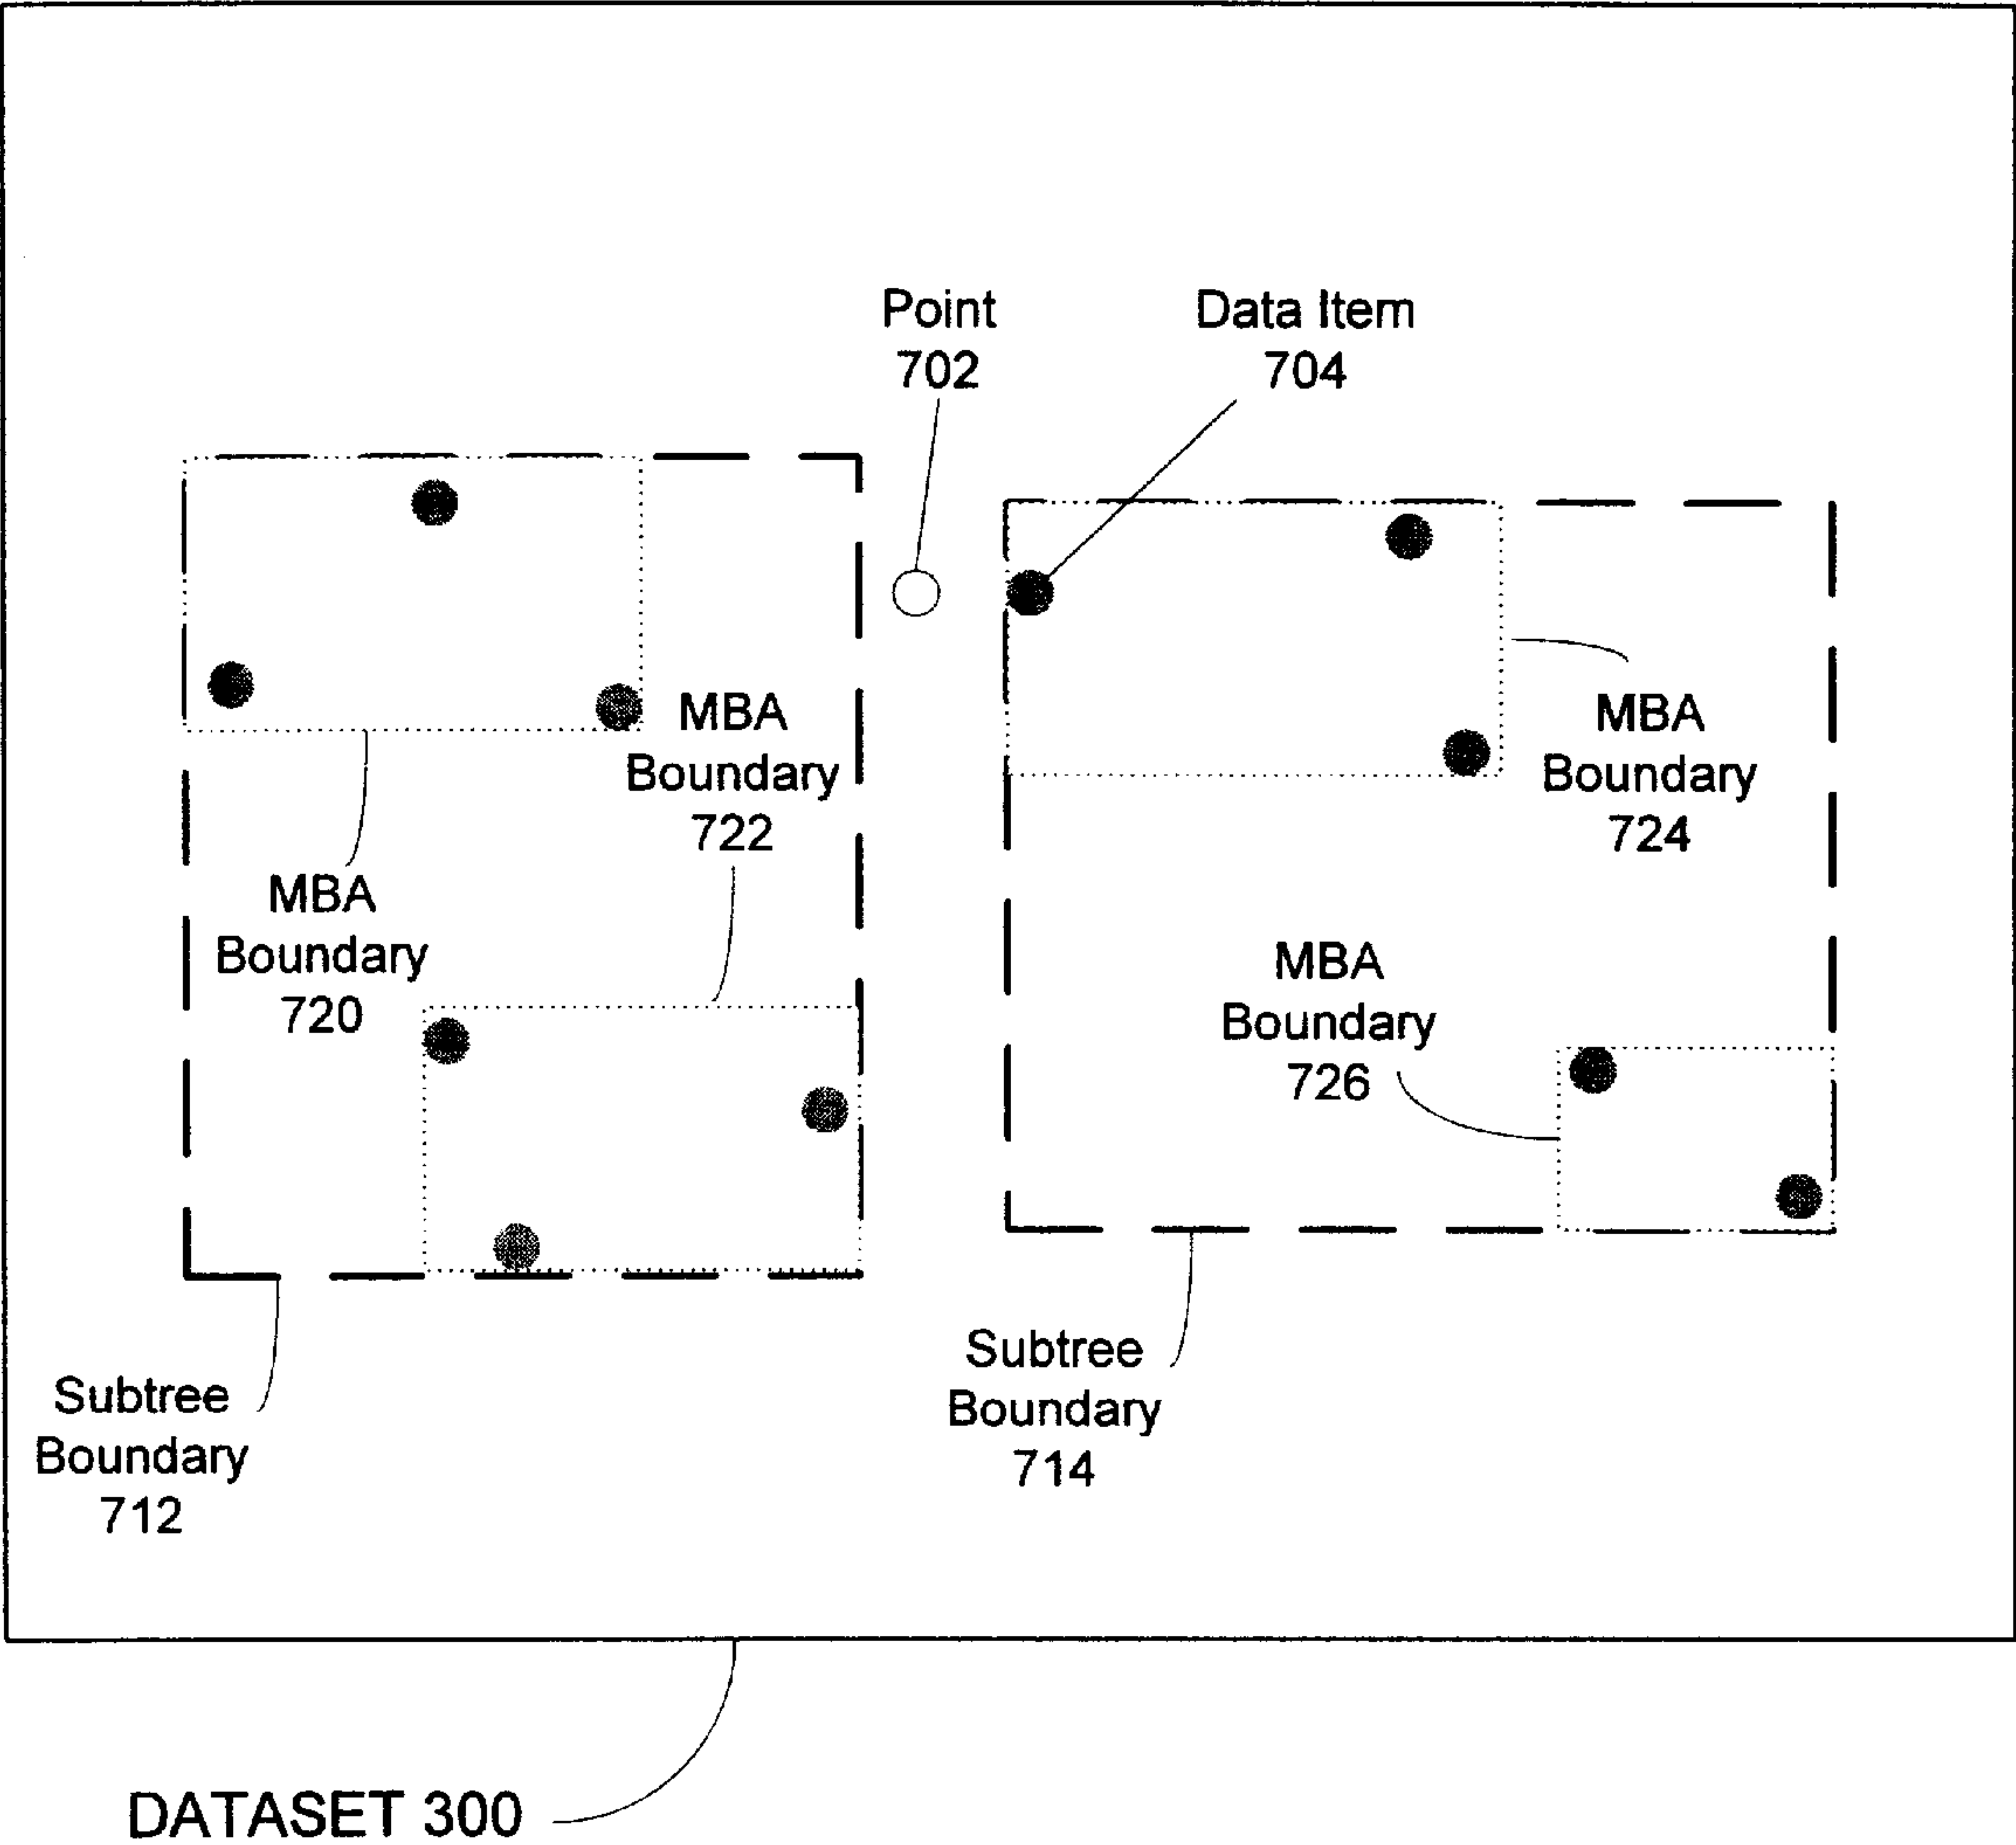 Point
702
Data Item
704
MBA
Boundary
722
MBA
Boundary
724
MBA
Boundary
720
MBA
Boundary
726
Subtree
Boundary
712
Subtree
Boundary
714
DATASET 300